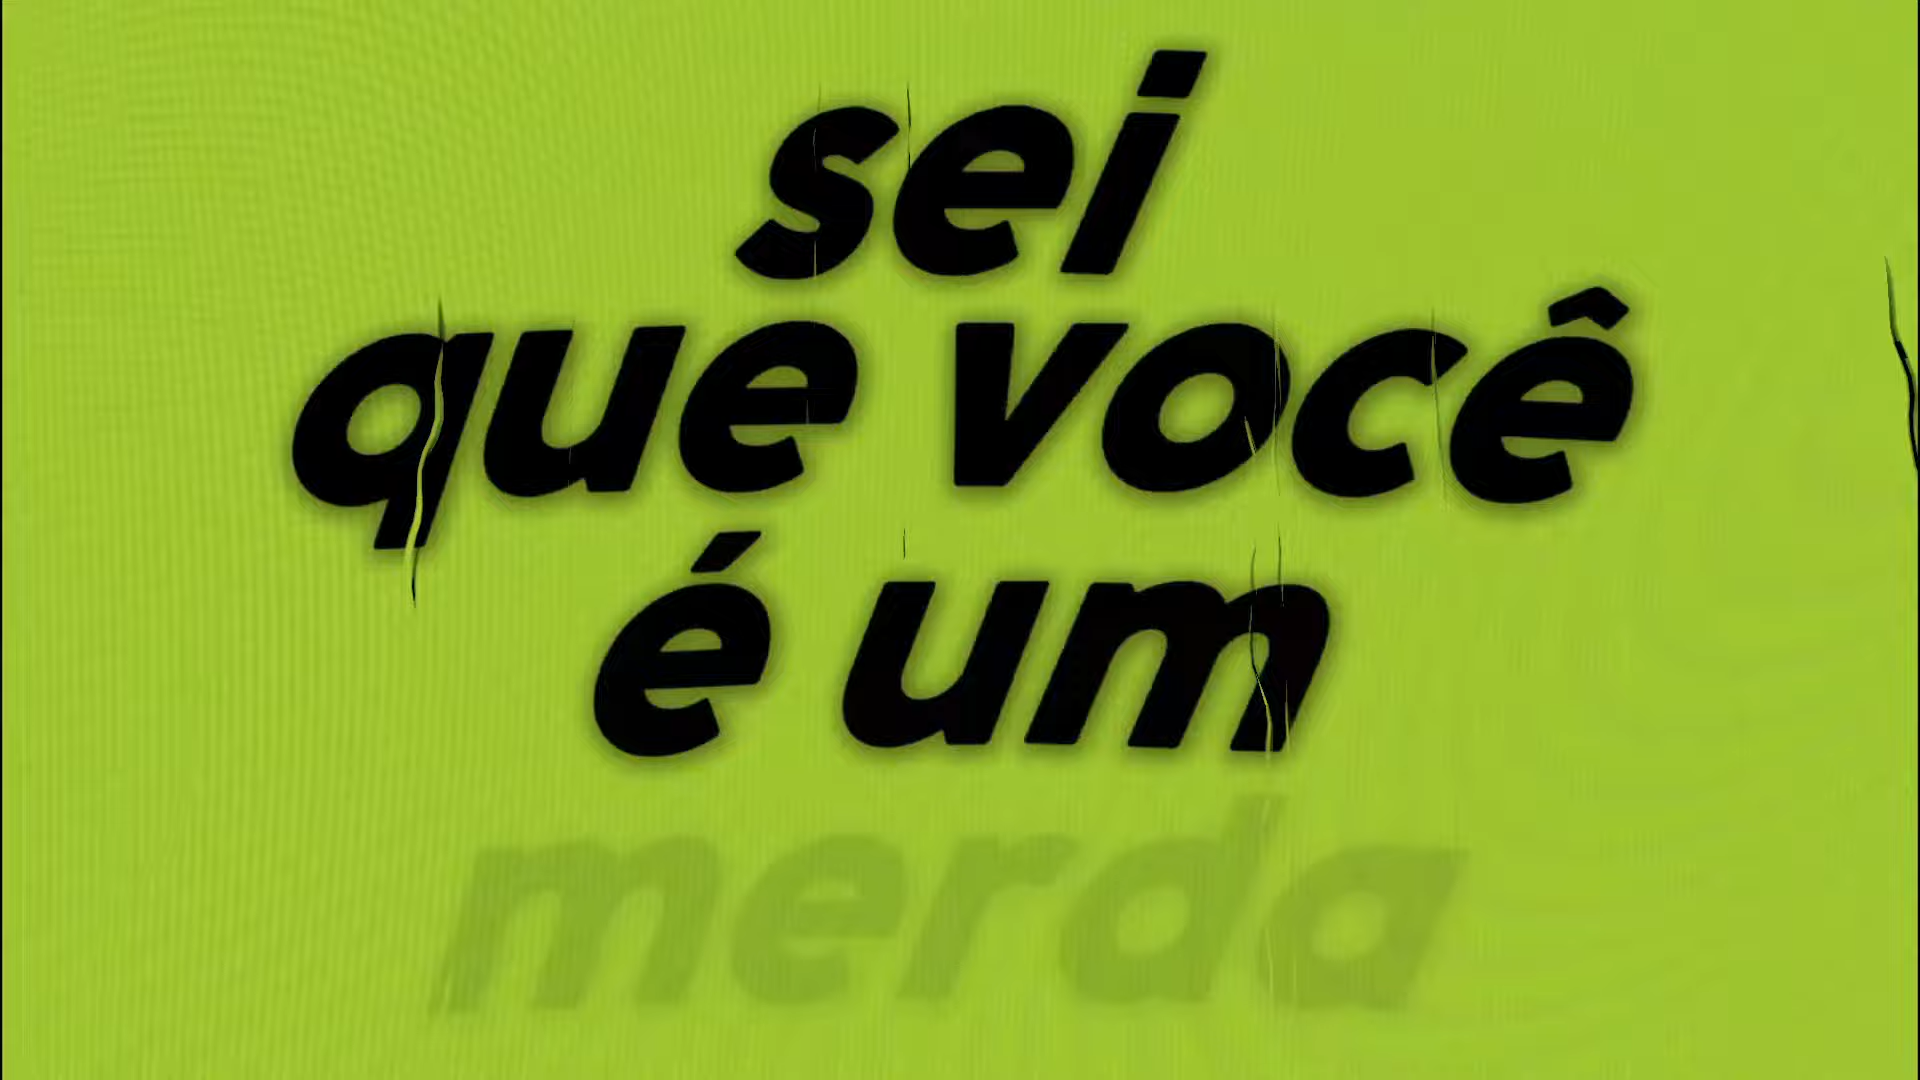 sei
que você
é um
merda